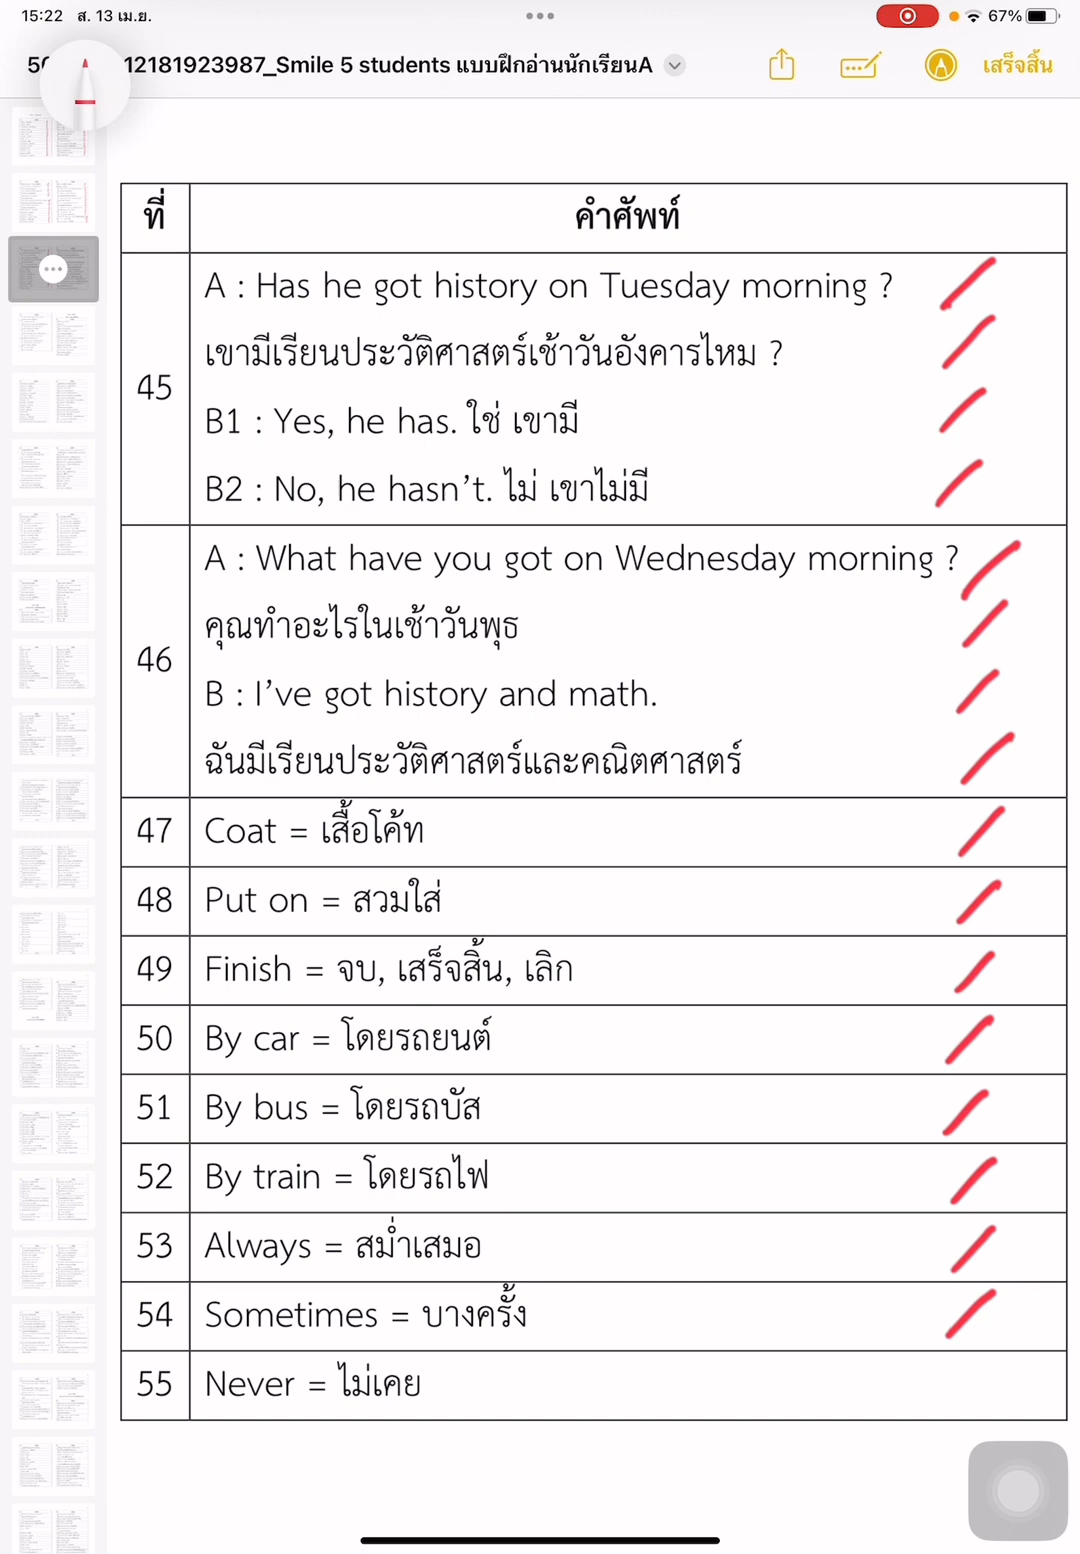 15:22 ส. 13 เม.ย.
67%
12181923987_Smile 5 students แบบฝึกอ่านนักเรียนA
เสร็จสิ้น
ที่ คำศัพท์
45
A : Has he got history on Tuesday morning ?
เขามีเรียนประวัติศาสตร์เช้าวันอังคารไหม ?
B1 : Yes, he has. ใช่ เขามี
B2 : No, he hasn’t. ไม่ เขาไม่มี
46
A : What have you got on Wednesday morning ?
คุณทำอะไรในเช้าวันพุธ
B : I’ve got history and math.
ฉันมีเรียนประวัติศาสตร์และคณิตศาสตร์
47 Coat = เสื้อโค้ท
48 Put on = สวมใส่
49 Finish = จบ, เสร็จสิ้น, เลิก
50 By car = โดยรถยนต์
51 By bus = โดยรถบัส
52 By train = โดยรถไฟ
53 Always = สม่ำเสมอ
54 Sometimes = บางครั้ง
55 Never = ไม่เคย